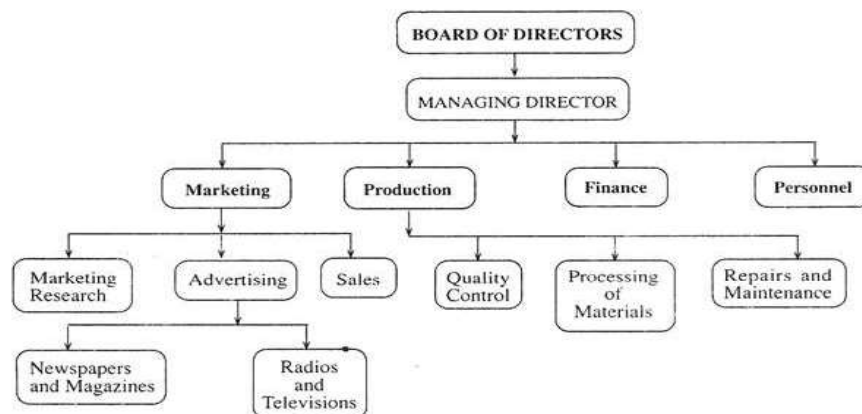 BOARD OF DIRECTORS
MANAGING DIRECTOR
Marketing
Production
Finance
Personnel
Marketing
Research
Advertising
Sales
Quality
Control
Processing
of
Materials
Repairs and
Maintenance
Newspapers
and Magazines
Radios
and
Televisions